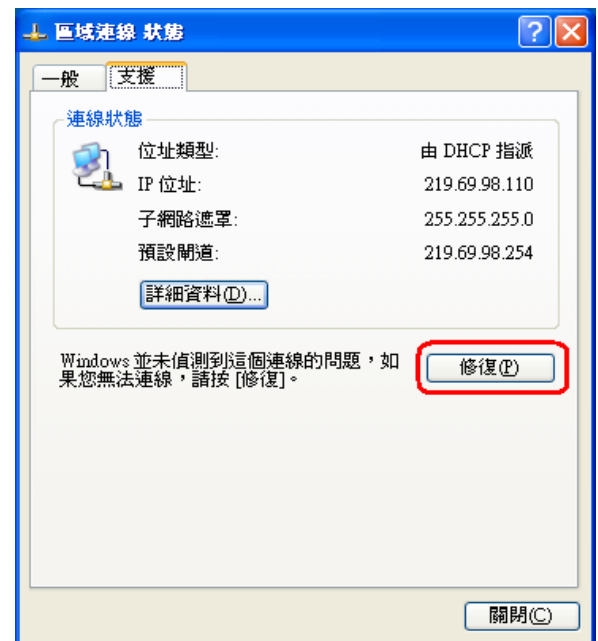 區域連線 狀態
一般 支援
連線狀態
位址類型: 由 DHCP 指派
IP 位址: 219.69.98.110
子網路遮罩: 255.255.255.0
預設閘道: 219.69.98.254
詳細資料(D)...
Windows 並未偵測到這個連線的問題，如
果您無法連線，請按 [修復]。
修復(P)
關閉(C)